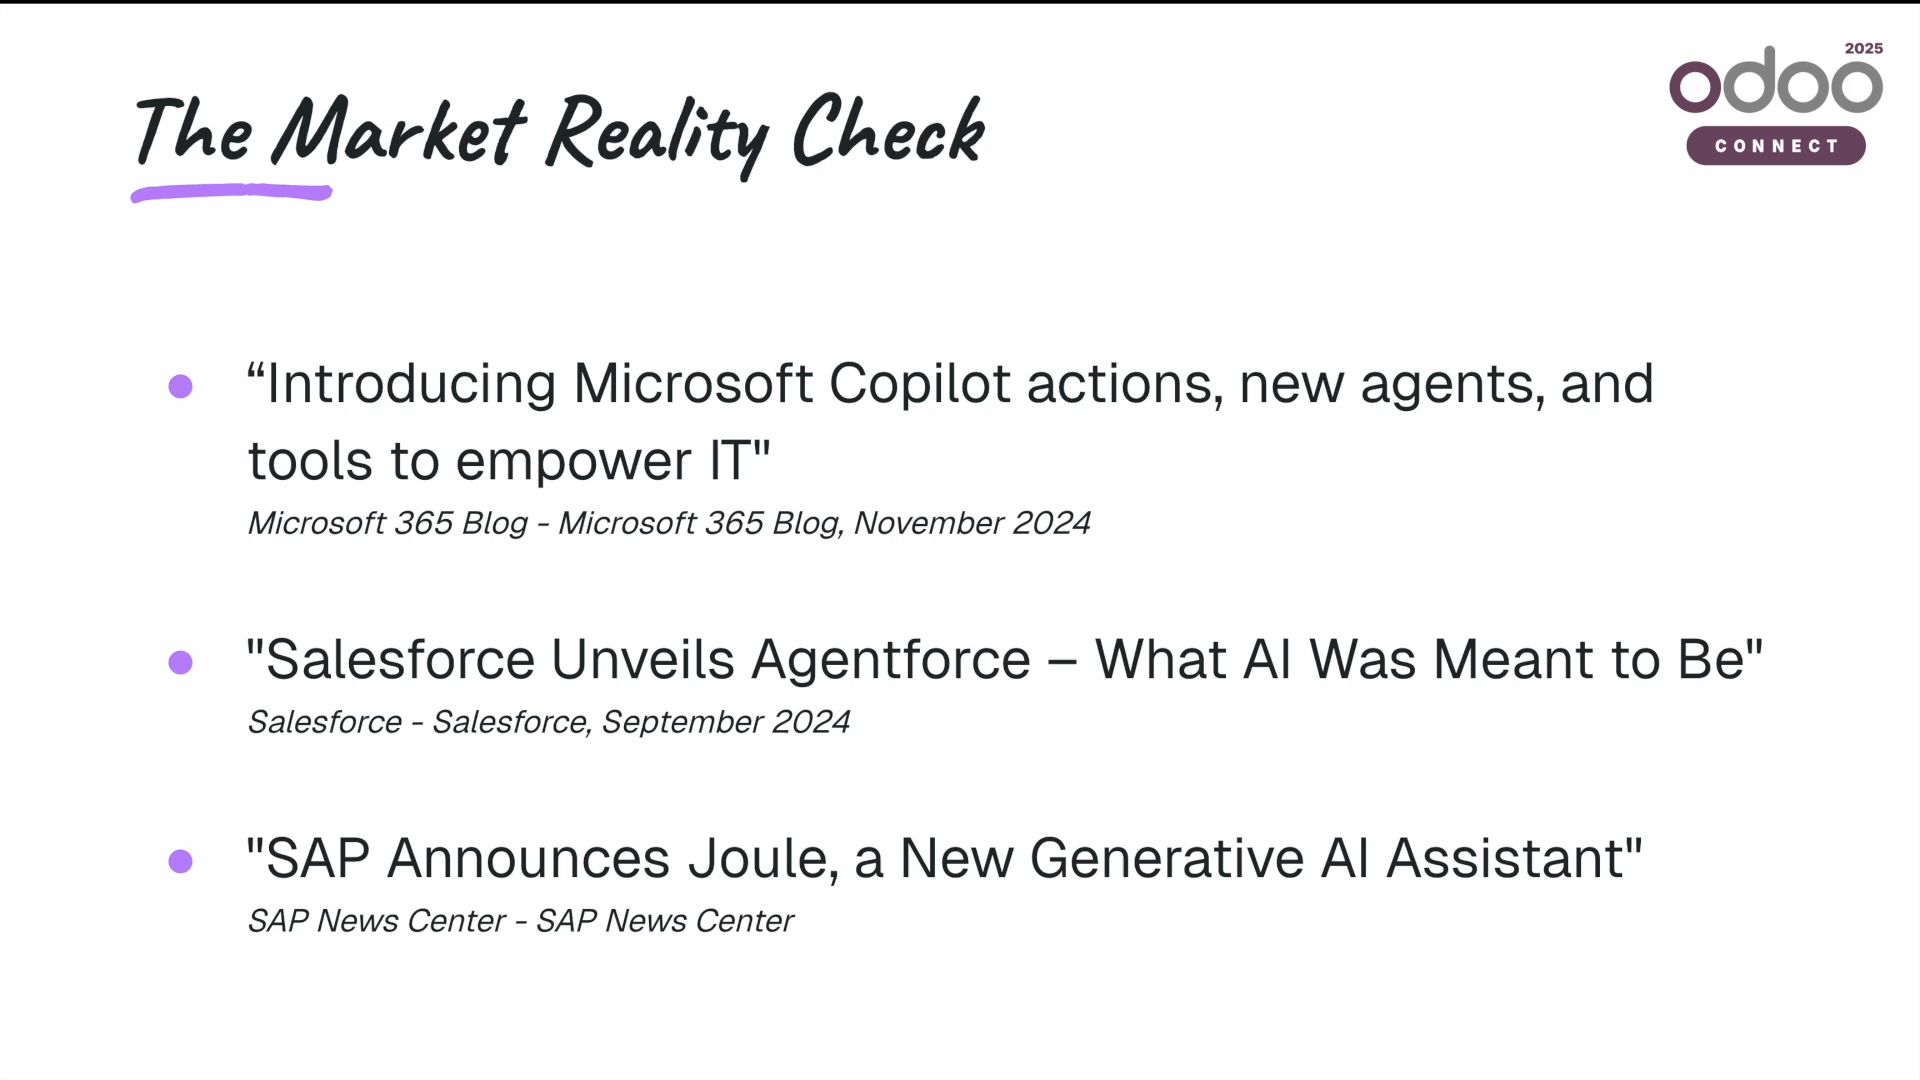 The Market Reality Check
2025
odoo
CONNECT
“Introducing Microsoft Copilot actions, new agents, and
tools to empower IT"
Microsoft 365 Blog - Microsoft 365 Blog, November 2024
"Salesforce Unveils Agentforce – What AI Was Meant to Be"
Salesforce - Salesforce, September 2024
"SAP Announces Joule, a New Generative AI Assistant"
SAP News Center - SAP News Center